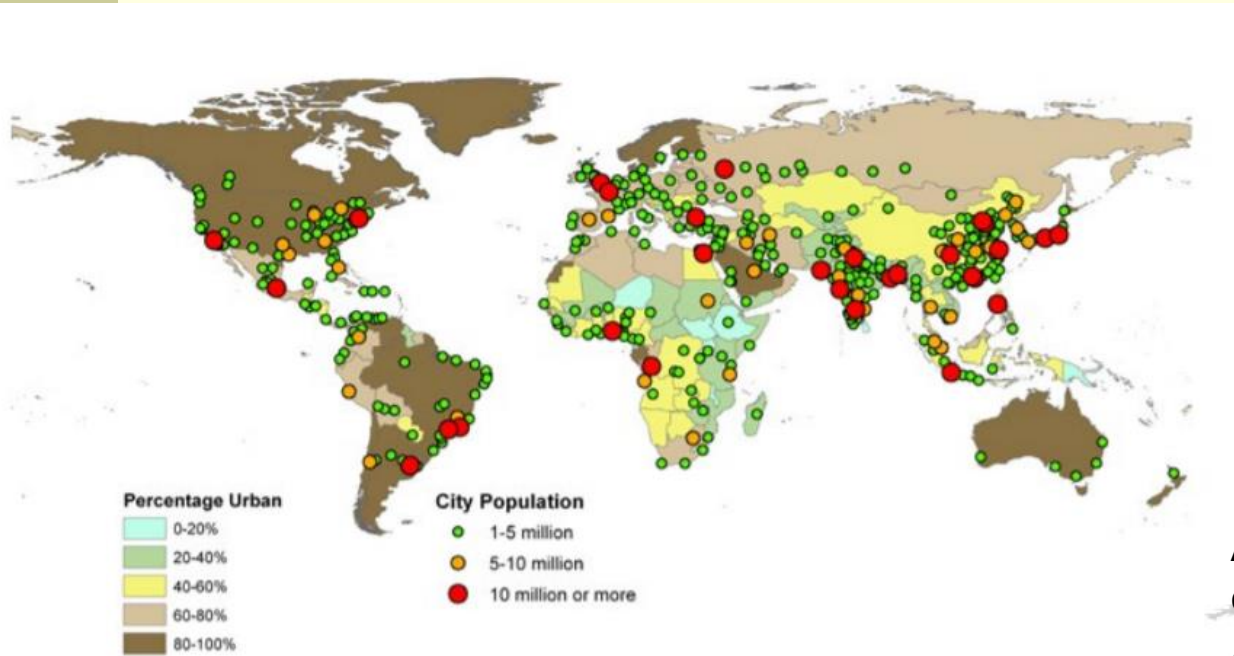 Percentage Urban
0-20%
20-40%
40-60%
60-80%
80-100%
City Population
1-5 million
5-10 million
10 million or more